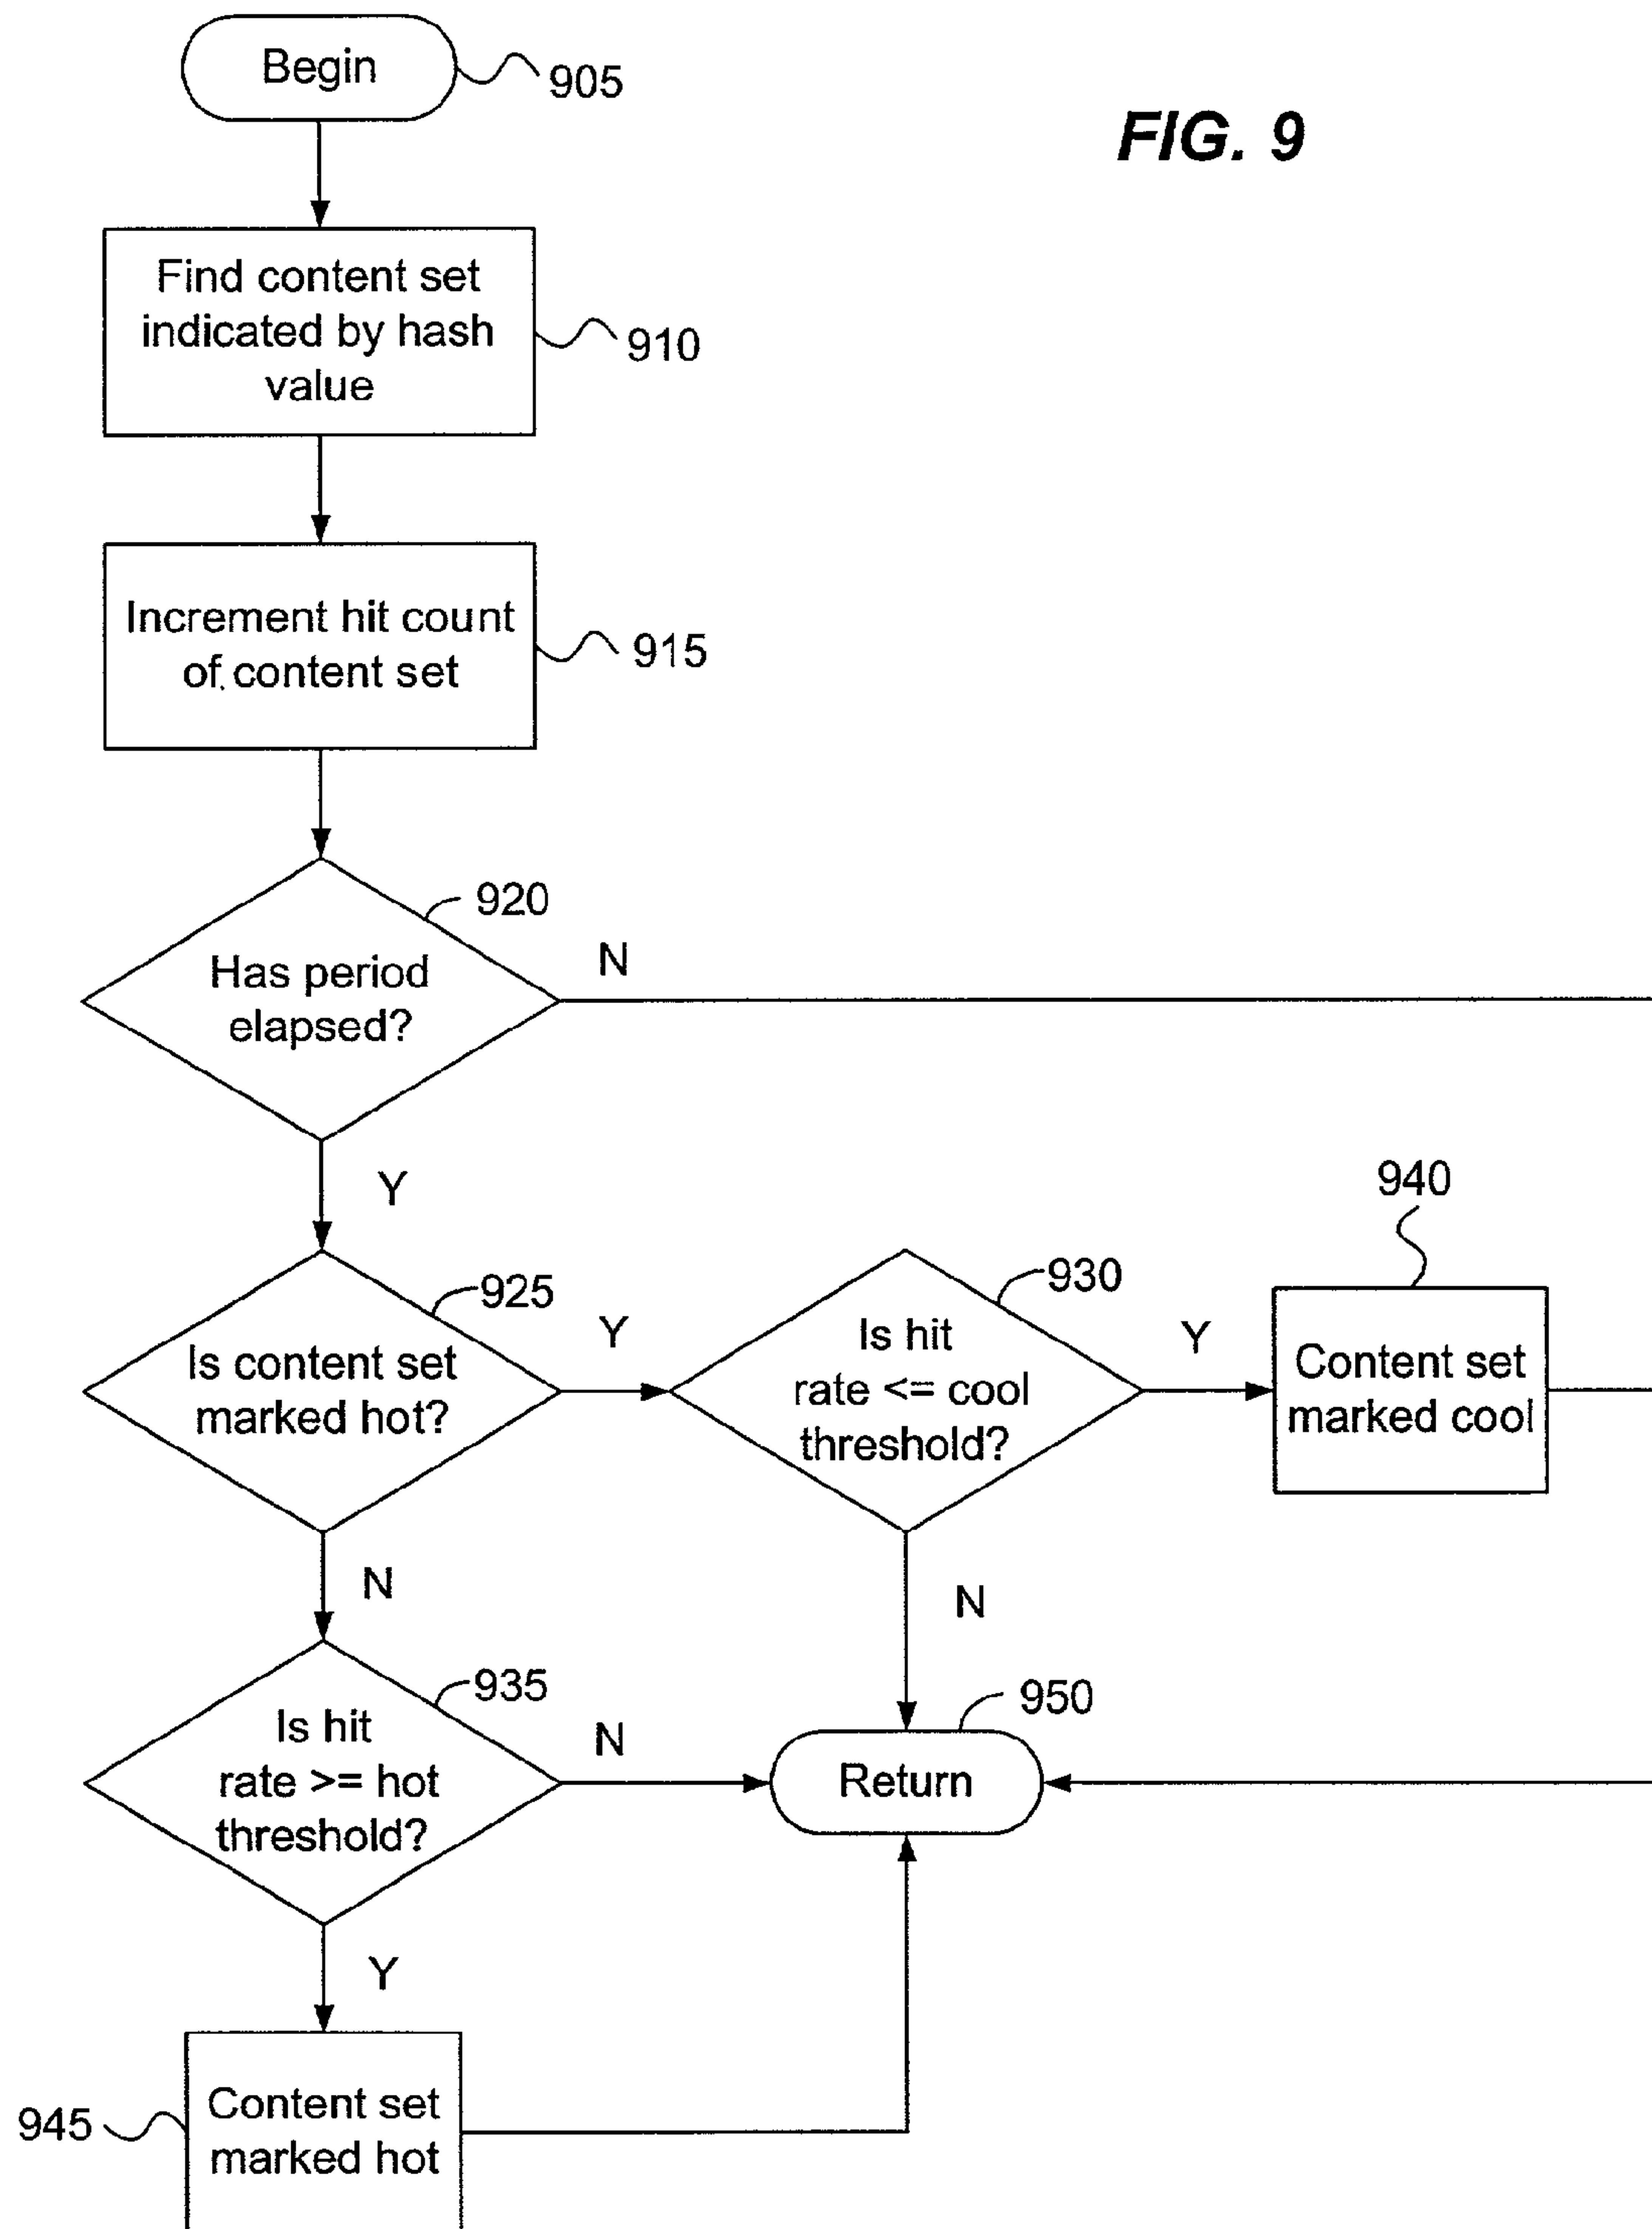 Begin
905
FIG. 9
Find content set
indicated by hash
value
910
Increment hit count
of content set
915
920
Has period
elapsed?
N
Y
940
925
Is content set
marked hot?
Y
930
Is hit
rate <= cool
threshold?
Y
Content set
marked cool
N
N
935
Is hit
rate >= hot
threshold?
N
950
Return
Y
945
Content set
marked hot